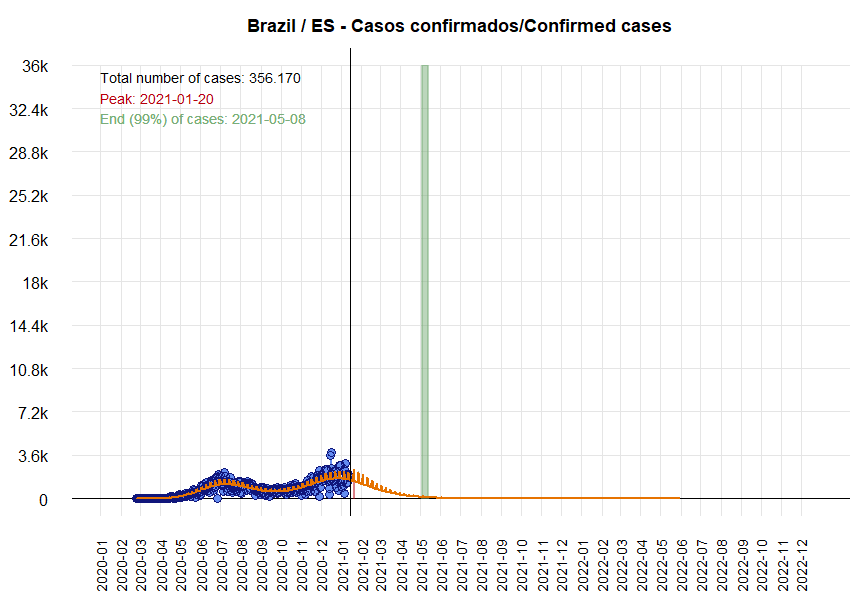 Brazil / ES - Casos confirmados/Confirmed cases
Total number of cases: 356.170
Peak: 2021-01-20
End (99%) of cases: 2021-05-08
36k
32.4k
28.8k
25.2k
21.6k
18k
14.4k
10.8k
7.2k
3.6k
0
2020-01
2020-02
2020-03
2020-04
2020-05
2020-06
2020-07
2020-08
2020-09
2020-10
2020-11
2020-12
2021-01
2021-02
2021-03
2021-04
2021-05
2021-06
2021-07
2021-08
2021-09
2021-10
2021-11
2021-12
2022-01
2022-02
2022-03
2022-04
2022-05
2022-06
2022-07
2022-08
2022-09
2022-10
2022-11
2022-12